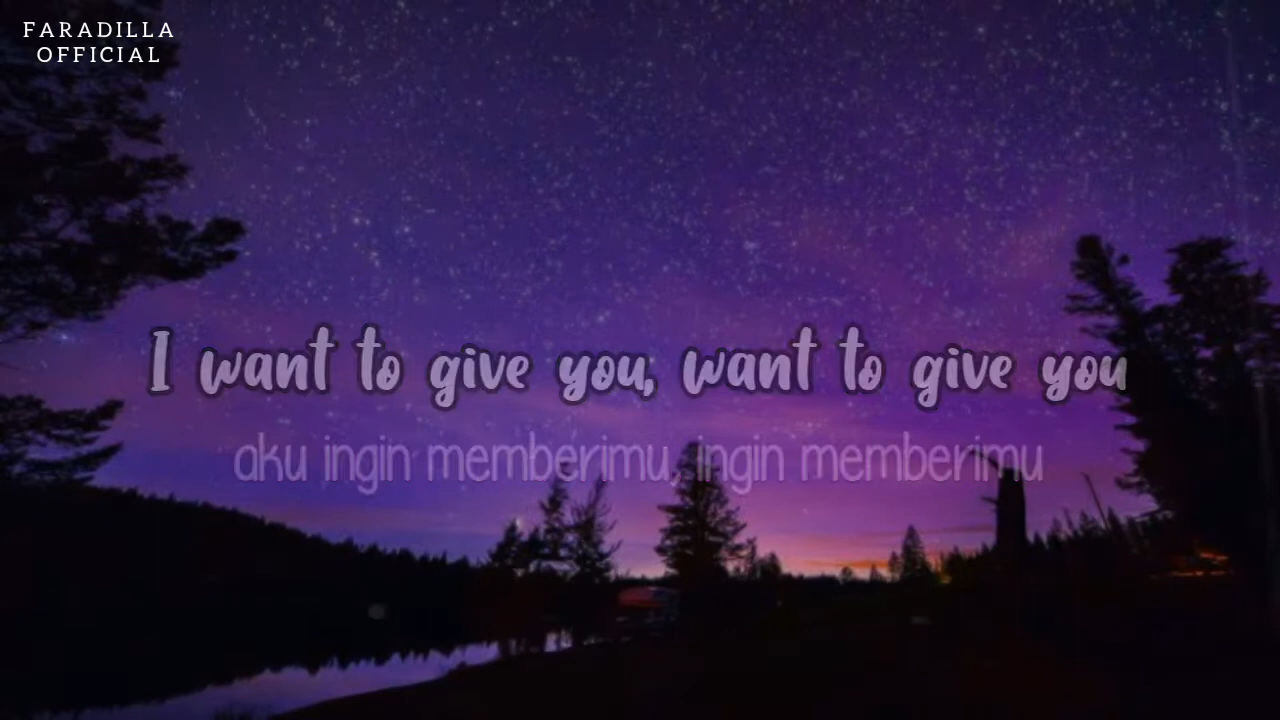 FARADILLA
OFFICIAL
I want to give you, want to give you
aku ingin memberimu, ingin memberimu